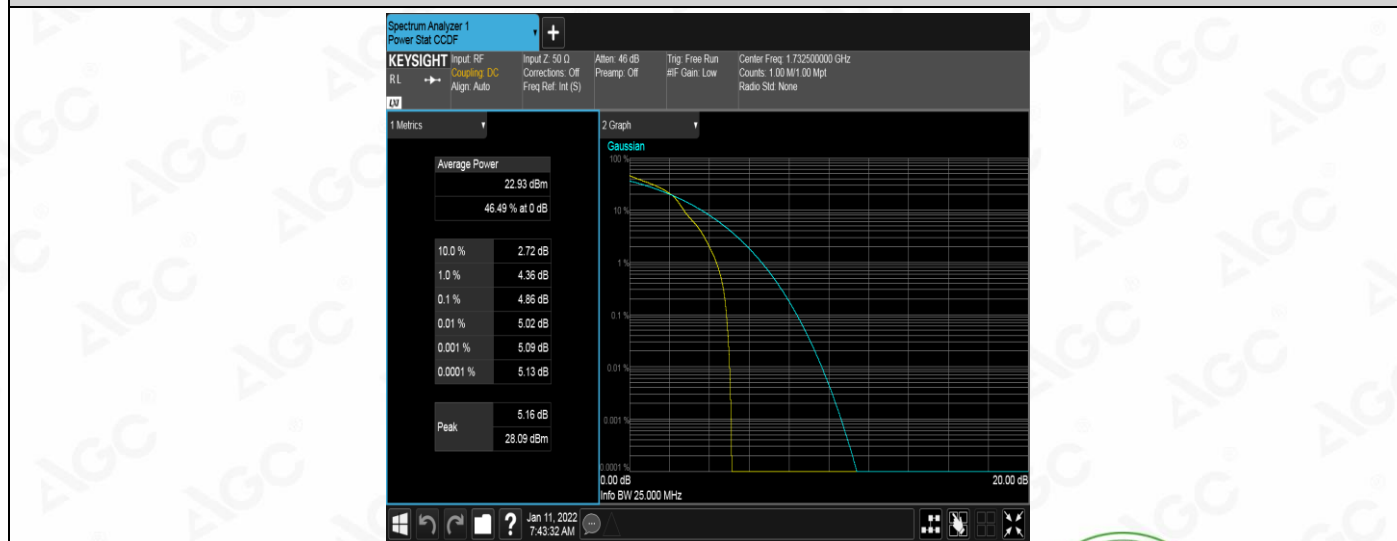 Spectrum Analyzer 1
Power Stat CCDF
+
KEYSIGHT
R L
LXI
Input: RF
Coupling: DC
Align: Auto
Input Z: 50 Ω
Corrections: Off
Freq Ref: Int (S)
Atten: 46 dB
Preamp: Off
Trig: Free Run
#IF Gain: Low
Center Freq: 1.732500000 GHz
Counts: 1.00 M/1.00 Mpt
Radio Std: None
1 Metrics
Average Power
22.93 dBm
46.49 % at 0 dB
10.0 % 2.72 dB
1.0 % 4.36 dB
0.1 % 4.86 dB
0.01 % 5.02 dB
0.001 % 5.09 dB
0.0001 % 5.13 dB
Peak
5.16 dB
28.09 dBm
2 Graph
Gaussian
100 %
10 %
1 %
0.1 %
0.01 %
0.001 %
0.0001 %
0.00 dB 20.00 dB
Info BW 25.000 MHz
?
Jan 11, 2022
7:43:32 AM
AGC